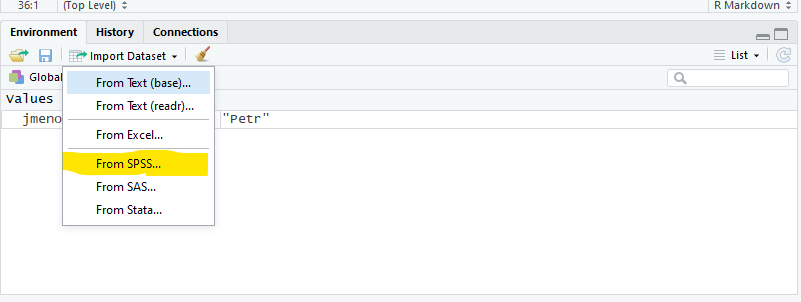 36:1 (Top Level) R Markdown
Environment History Connections
Import Dataset List
Global
From Text (base)...
Values
From Text (readr)...
jmeno "Petr"
From Excel...
From SPSS...
From SAS...
From Stata...